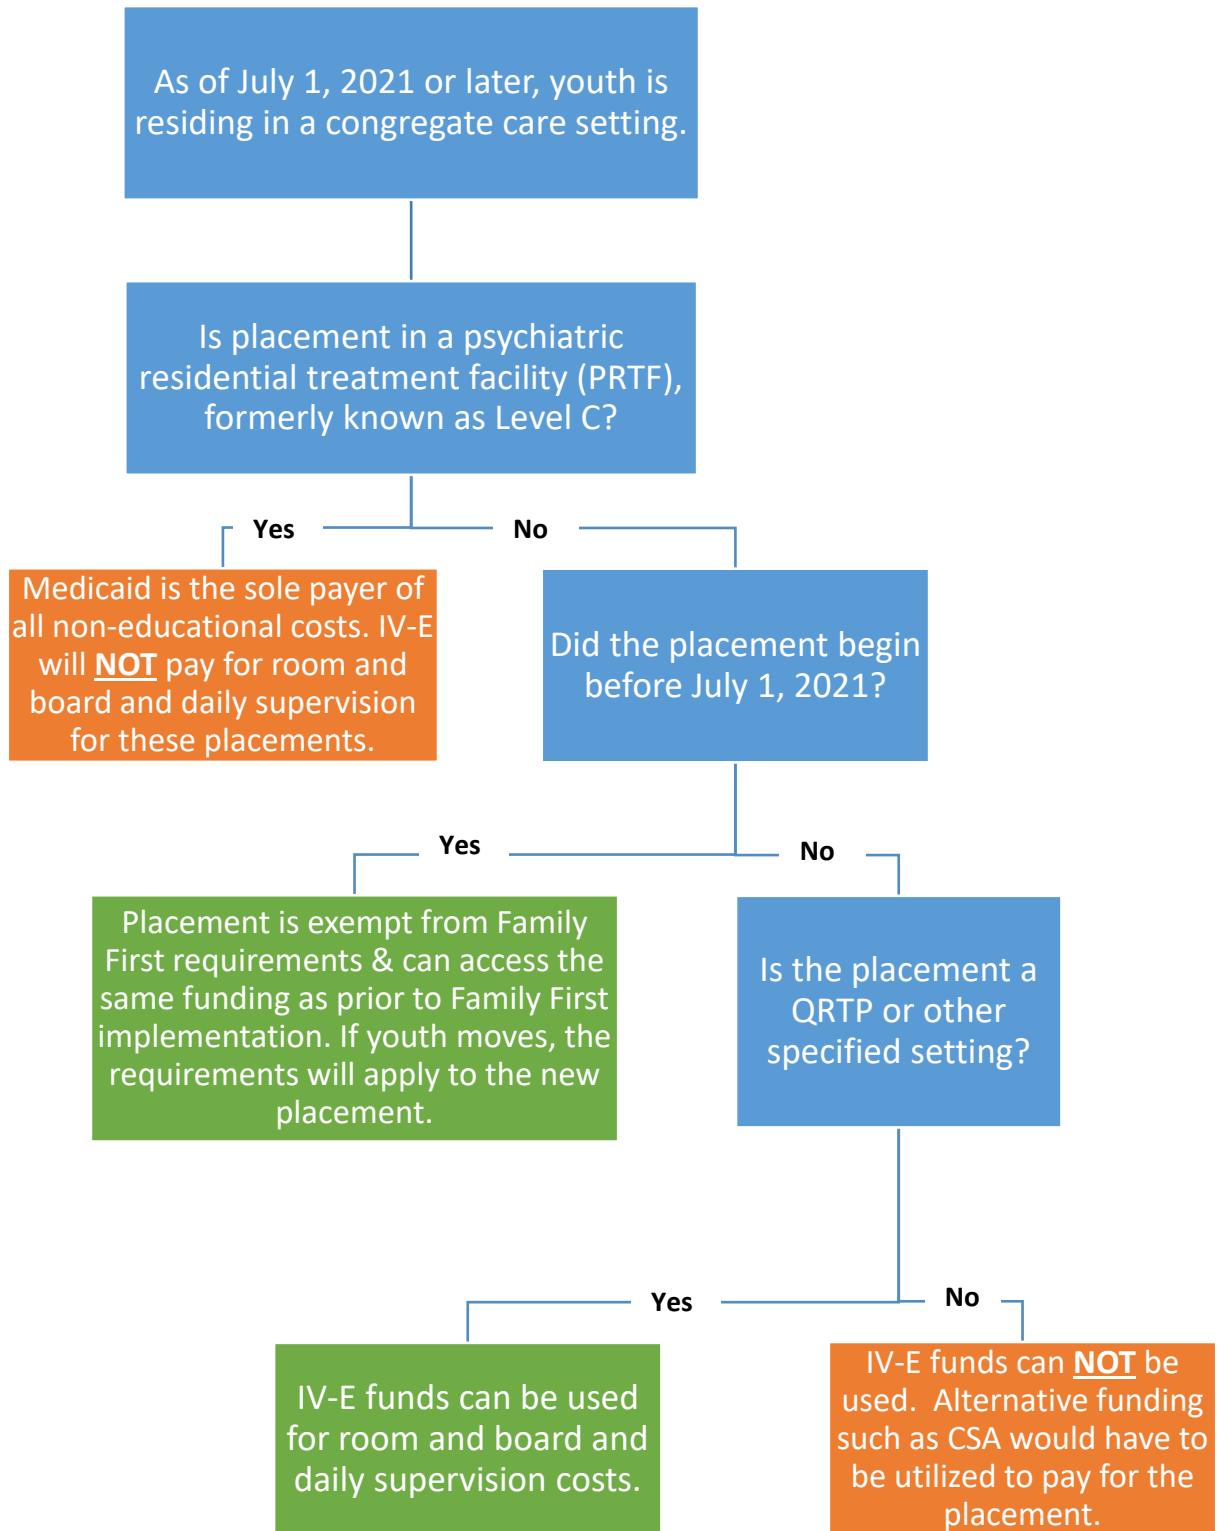 As of July 1, 2021 or later, youth is
residing in a congregate care setting.
Is placement in a psychiatric
residential treatment facility (PRTF),
formerly known as Level C?
Yes
No
Medicaid is the sole payer of
all non-educational costs. IV-E
will NOT pay for room and
board and daily supervision
for these placements.
Did the placement begin
before July 1, 2021?
Yes
No
Placement is exempt from Family
First requirements & can access the
same funding as prior to Family First
implementation. If youth moves, the
requirements will apply to the new
placement.
Is the placement a
QRTP or other
specified setting?
Yes
No
IV-E funds can be used
for room and board and
daily supervision costs.
IV-E funds can NOT be
used.  Alternative funding
such as CSA would have to
be utilized to pay for the
placement.